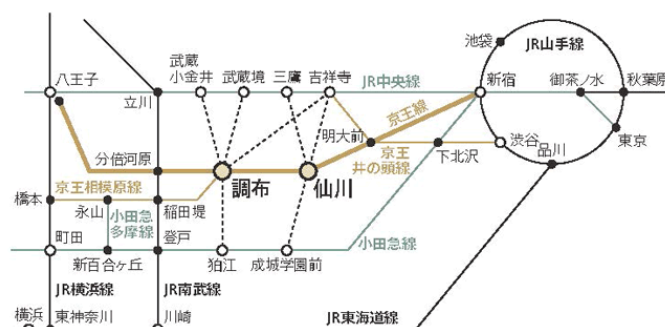 池袋
JR山手線
武蔵
小金井
武蔵境
三鷹
吉祥寺
八王子
立川
JR中央線
新宿
御茶ノ水
秋葉原
京王線
明大前
京王
井の頭線
下北沢
渋谷
品川
東京
分倍河原
調布
仙川
京王相模原線
橋本
永山
小田急
多摩線
稲田堤
町田
新百合ヶ丘
登戸
狛江
成城学園前
小田急線
JR横浜線
JR南武線
横浜
東神奈川
川崎
JR東海道線